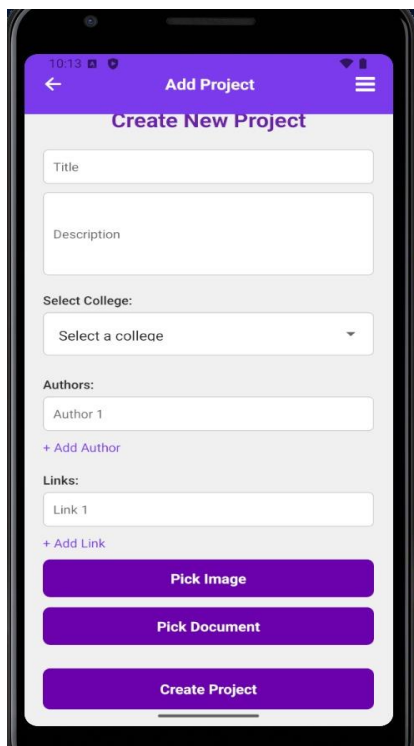 10:13
Add Project
Create New Project
Title
Description
Select College:
Select a college
Authors:
Author 1
+ Add Author
Links:
Link 1
+ Add Link
Pick Image
Pick Document
Create Project